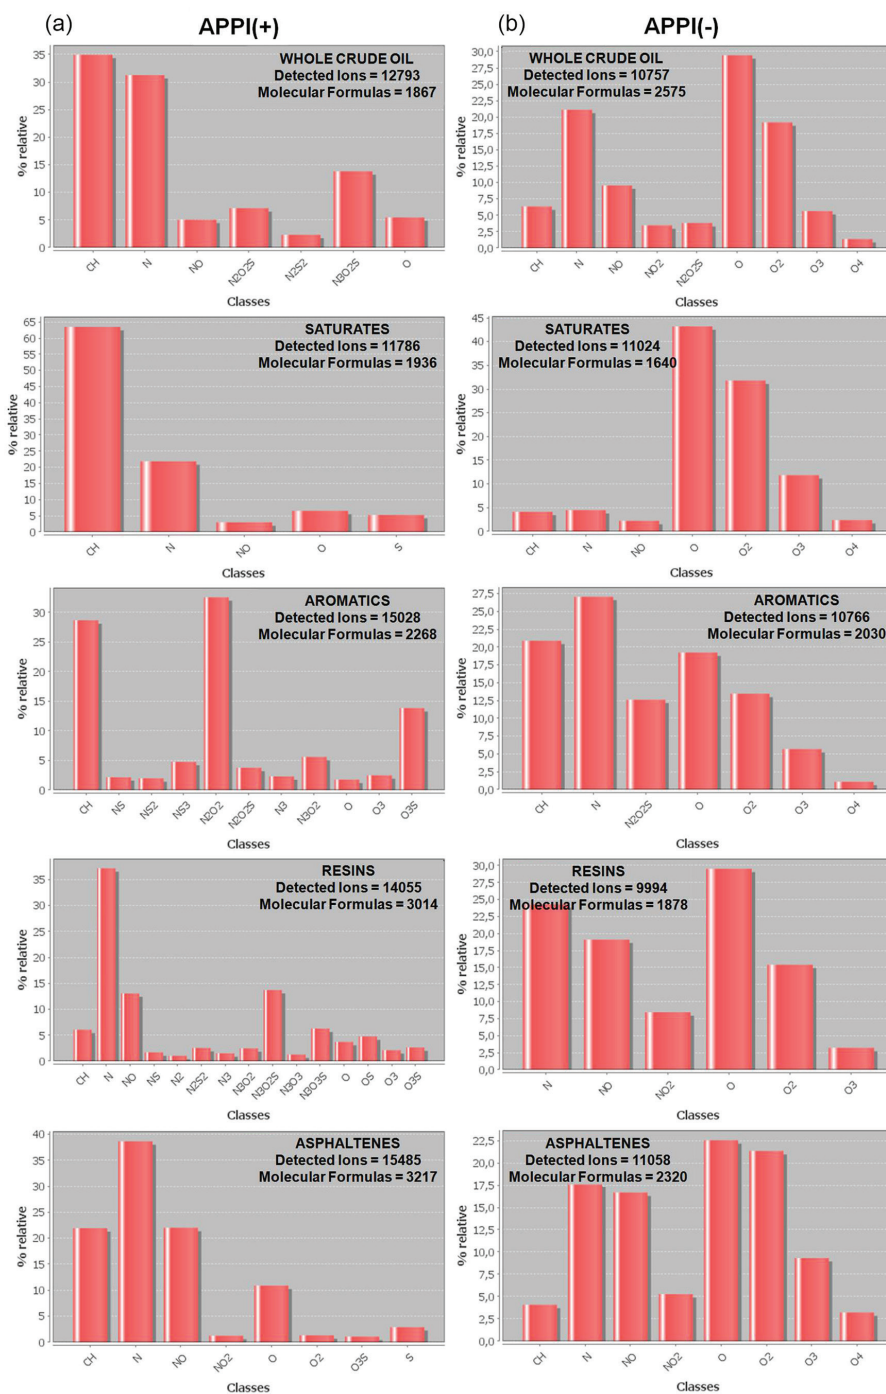 (a) APPI(+)
WHOLE CRUDE OIL
Detected Ions = 12793
Molecular Formulas = 1867
% relative
35
30
25
20
15
10
5
0
CH N NO N2O2S N2S2 N3O2S O
Classes
SATURATES
Detected Ions = 11786
Molecular Formulas = 1936
% relative
65
60
55
50
45
40
35
30
25
20
15
10
5
0
CH N NO O S
Classes
AROMATICS
Detected Ions = 15028
Molecular Formulas = 2268
% relative
30
25
20
15
10
5
0
CH NS NS2 NS3 N2O2 N2O2S N3 N3O2 O O3 O3S
Classes
RESINS
Detected Ions = 14055
Molecular Formulas = 3014
% relative
35
30
25
20
15
10
5
0
CH N NO NS N2 N2S2 N3 N3O2 N3O2S N3O3 N3O3S O OS O3 O3S
Classes
ASPHALTENES
Detected Ions = 15485
Molecular Formulas = 3217
% relative
40
35
30
25
20
15
10
5
0
CH N NO NO2 O O2 O3S S
Classes
(b) APPI(-)
WHOLE CRUDE OIL
Detected Ions = 10757
Molecular Formulas = 2575
% relative
30,0
27,5
25,0
22,5
20,0
17,5
15,0
12,5
10,0
7,5
5,0
2,5
0,0
CH N NO NO2 N2O2S O O2 O3 O4
Classes
SATURATES
Detected Ions = 11024
Molecular Formulas = 1640
% relative
45
40
35
30
25
20
15
10
5
0
CH N NO O O2 O3 O4
Classes
AROMATICS
Detected Ions = 10766
Molecular Formulas = 2030
% relative
27,5
25,0
22,5
20,0
17,5
15,0
12,5
10,0
7,5
5,0
2,5
0,0
CH N N2O2S O O2 O3 O4
Classes
RESINS
Detected Ions = 9994
Molecular Formulas = 1878
% relative
30,0
27,5
25,0
22,5
20,0
17,5
15,0
12,5
10,0
7,5
5,0
2,5
0,0
N NO NO2 O O2 O3
Classes
ASPHALTENES
Detected Ions = 11058
Molecular Formulas = 2320
% relative
22,5
20,0
17,5
15,0
12,5
10,0
7,5
5,0
2,5
0,0
CH N NO NO2 O O2 O3 O4
Classes